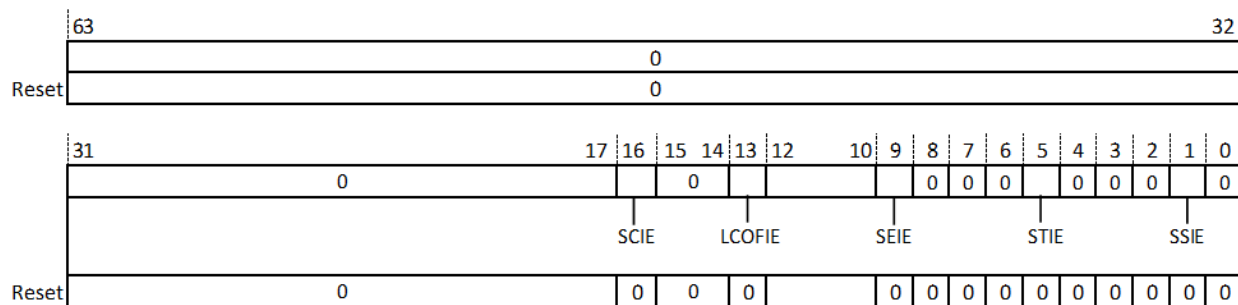 63 32
0
Reset 0
31 17 16 15 14 13 12 10 9 8 7 6 5 4 3 2 1 0
0 0 0 0 0 0 0 0 0
SCIE LCOFIE SEIE STIE SSIE
Reset 0 0 0 0 0 0 0 0 0 0 0 0 0 0